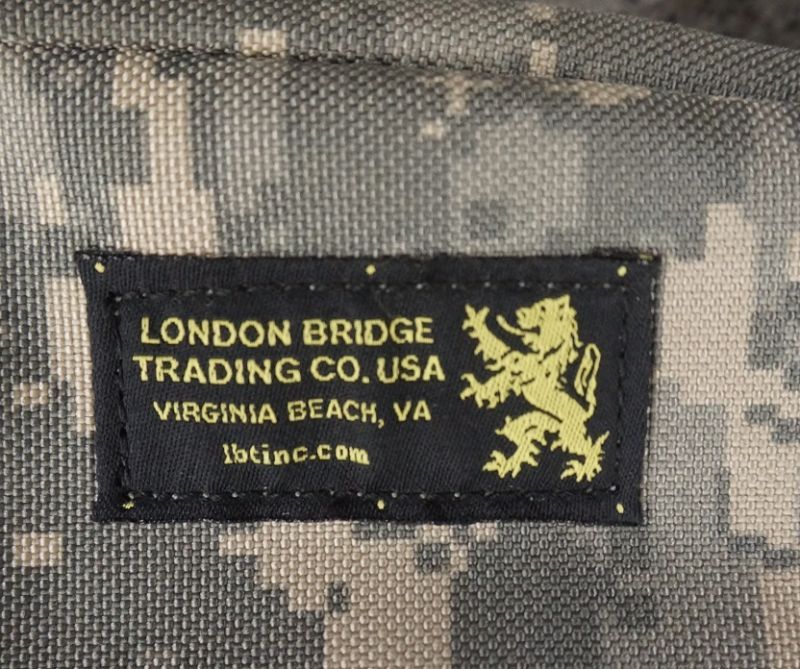 LONDON BRIDGE
TRADING CO. USA
VIRGINIA BEACH, VA
lbtinc.com